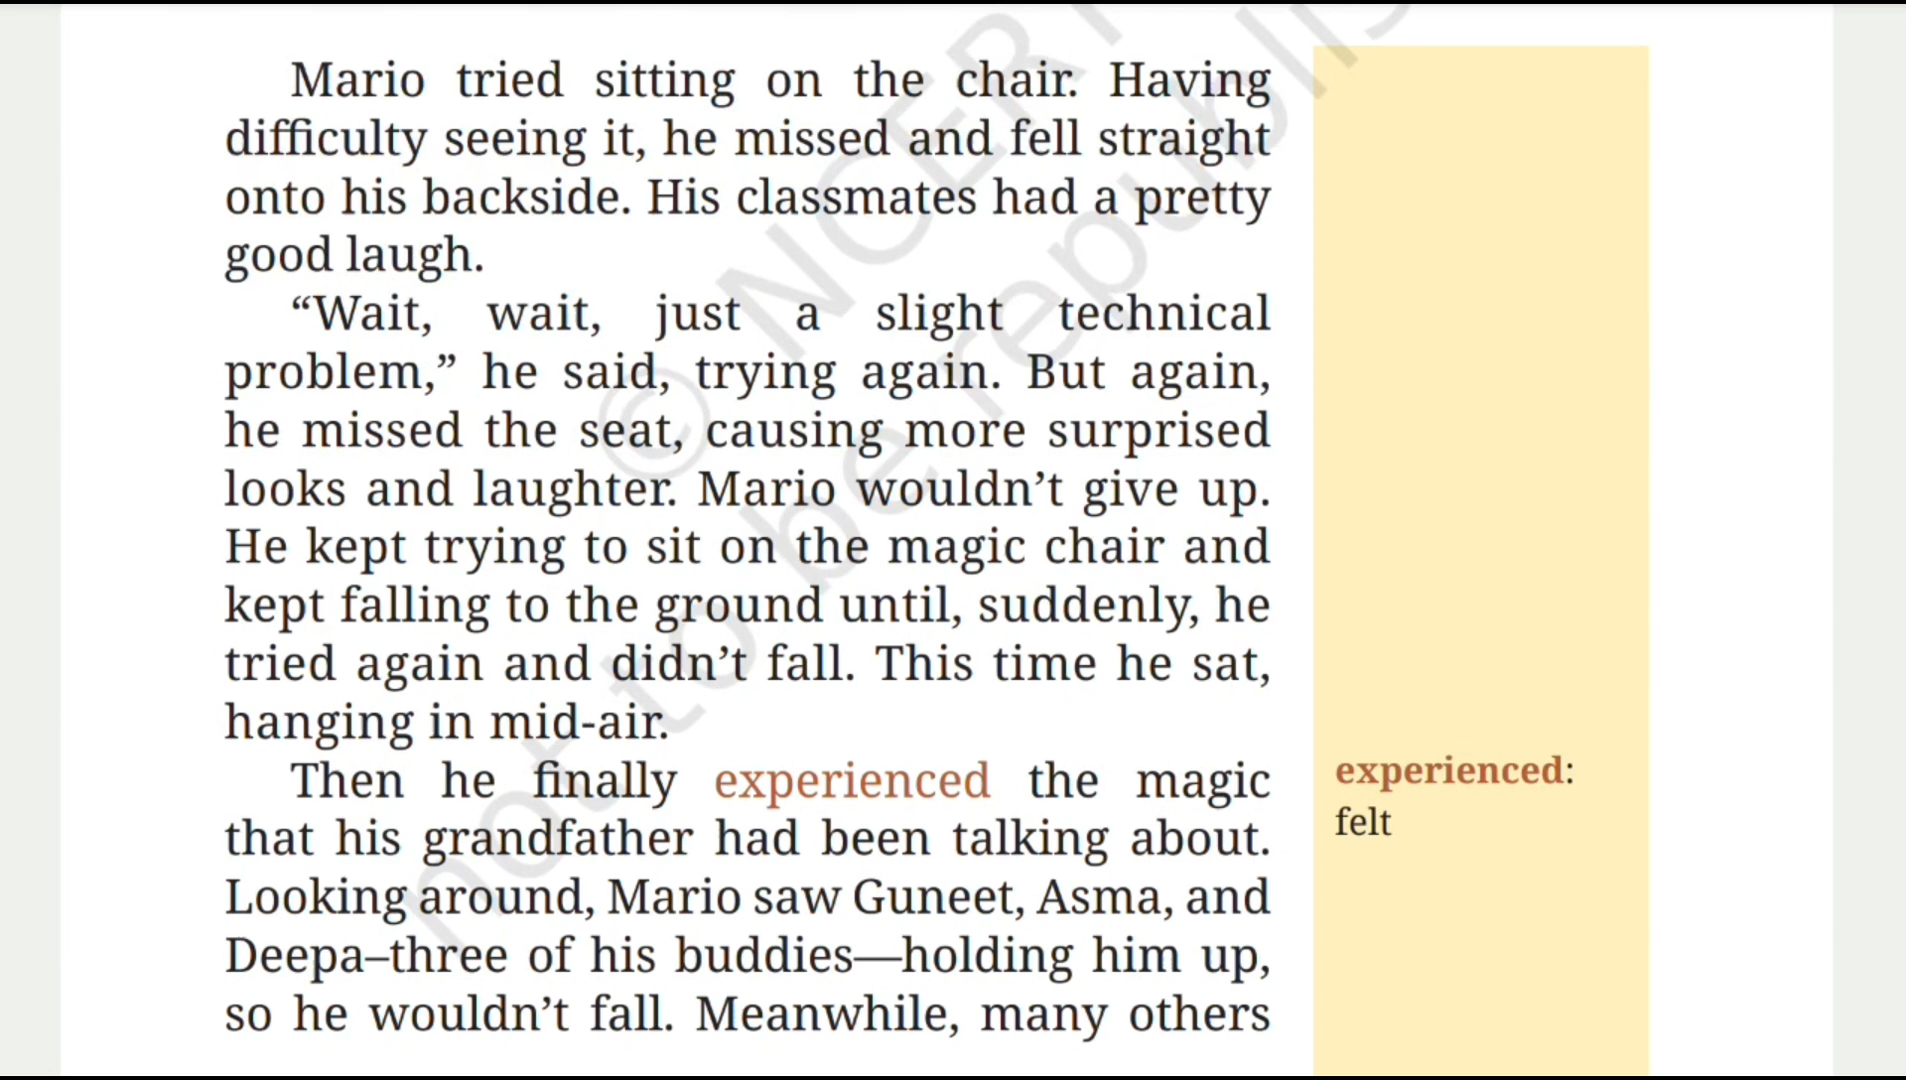 Mario tried sitting on the chair. Having
difficulty seeing it, he missed and fell straight
onto his backside. His classmates had a pretty
good laugh.
“Wait, wait, just a slight technical
problem,” he said, trying again. But again,
he missed the seat, causing more surprised
looks and laughter. Mario wouldn’t give up.
He kept trying to sit on the magic chair and
kept falling to the ground until, suddenly, he
tried again and didn’t fall. This time he sat,
hanging in mid-air.
Then he finally experienced the magic
that his grandfather had been talking about.
Looking around, Mario saw Guneet, Asma, and
Deepa–three of his buddies—holding him up,
so he wouldn’t fall. Meanwhile, many others
experienced:
felt
© NCERT
not to be republis